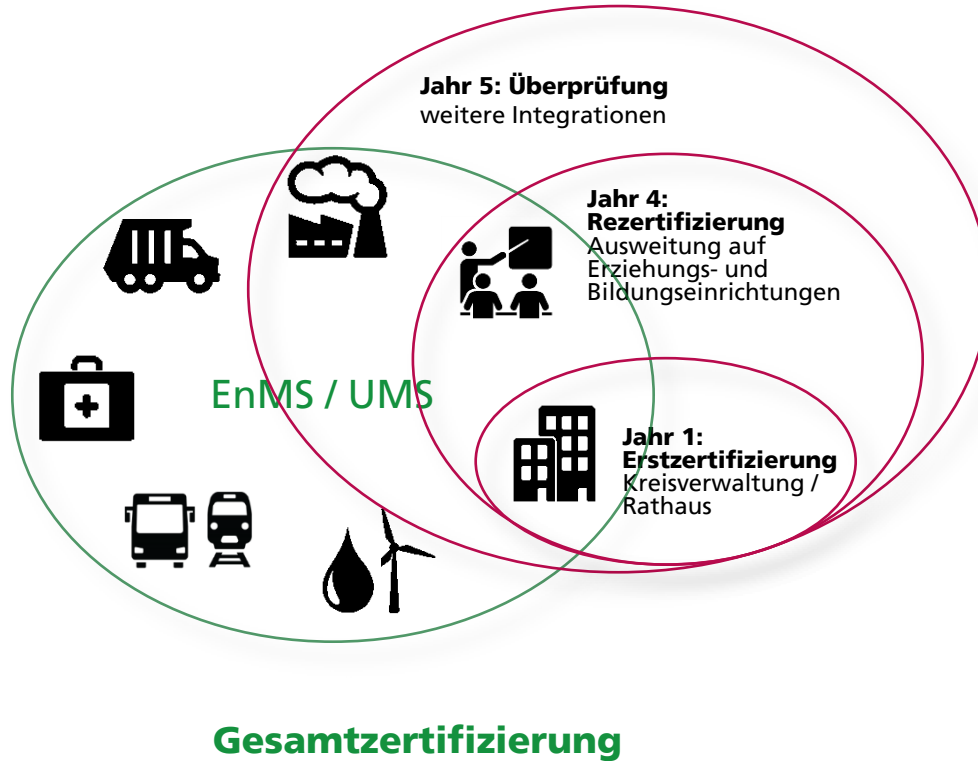 Jahr 5: Überprüfung
weitere Integrationen
Jahr 4:
Rezertifizierung
Ausweitung auf
Erziehungs- und
Bildungseinrichtungen
EnMS / UMS
Jahr 1:
Erstzertifizierung
Kreisverwaltung /
Rathaus
Gesamtzertifizierung